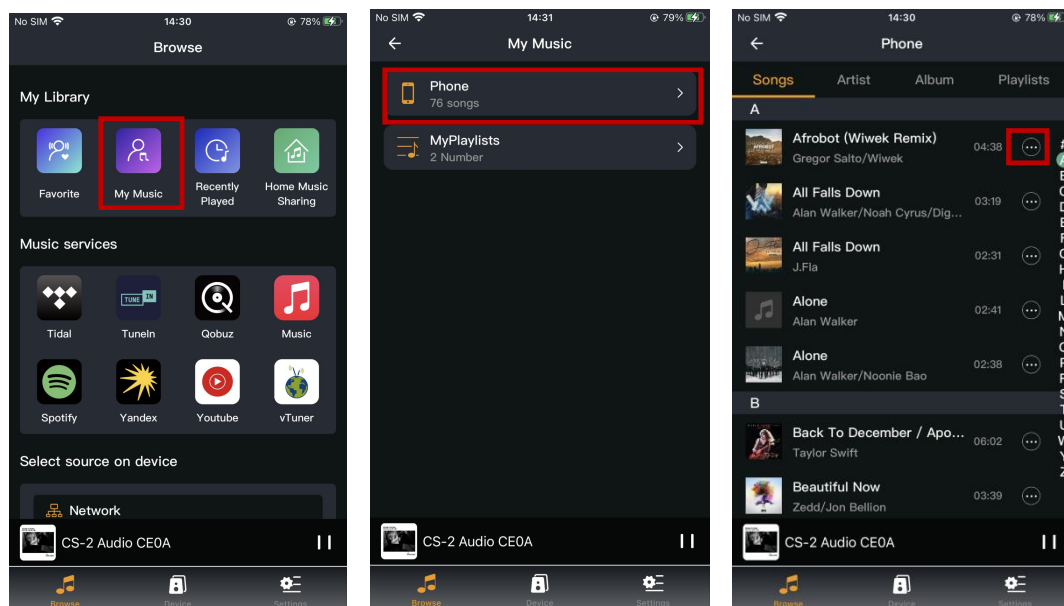 No SIM 14:30 78%
Browse
My Library
Favorite
My Music
Recently
Played
Home Music
Sharing
Music services
TUNE IN
Tidal
TuneIn
Qobuz
Music
Spotify
Yandex
Youtube
vTuner
Select source on device
Network
CS-2 Audio CE0A
Browse
Device
Settings
No SIM 14:31 79%
My Music
Phone
76 songs
MyPlaylists
2 Number
CS-2 Audio CE0A
Browse
Device
Settings
No SIM 14:30 78%
Phone
Songs Artist Album Playlists
A
Afrobot (Wiwek Remix)
Gregor Salto/Wiwek
04:38
All Falls Down
Alan Walker/Noah Cyrus/Dig...
03:19
All Falls Down
J.Fla
02:31
Alone
Alan Walker
02:41
Alone
Alan Walker/Noonie Bao
02:38
B
Back To December / Apo...
Taylor Swift
06:02
Beautiful Now
Zedd/Jon Bellion
03:39
CS-2 Audio CE0A
Browse
Device
Settings